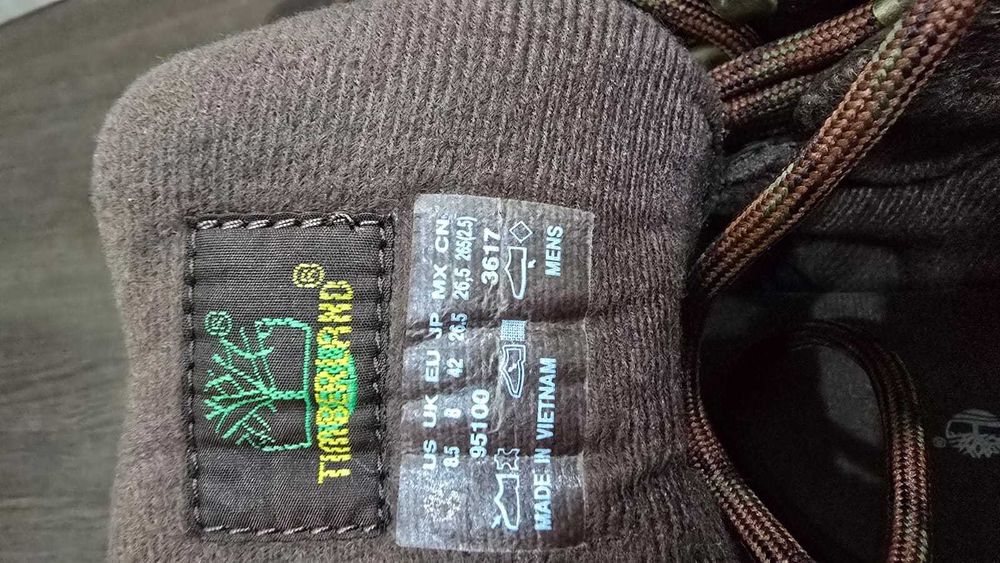 TIMBERLAND®
®
US UK EU JP MX CN
8.5 8 42 26.5 26,5 265(2.5)
95100 3617
MENS
MADE IN VIETNAM